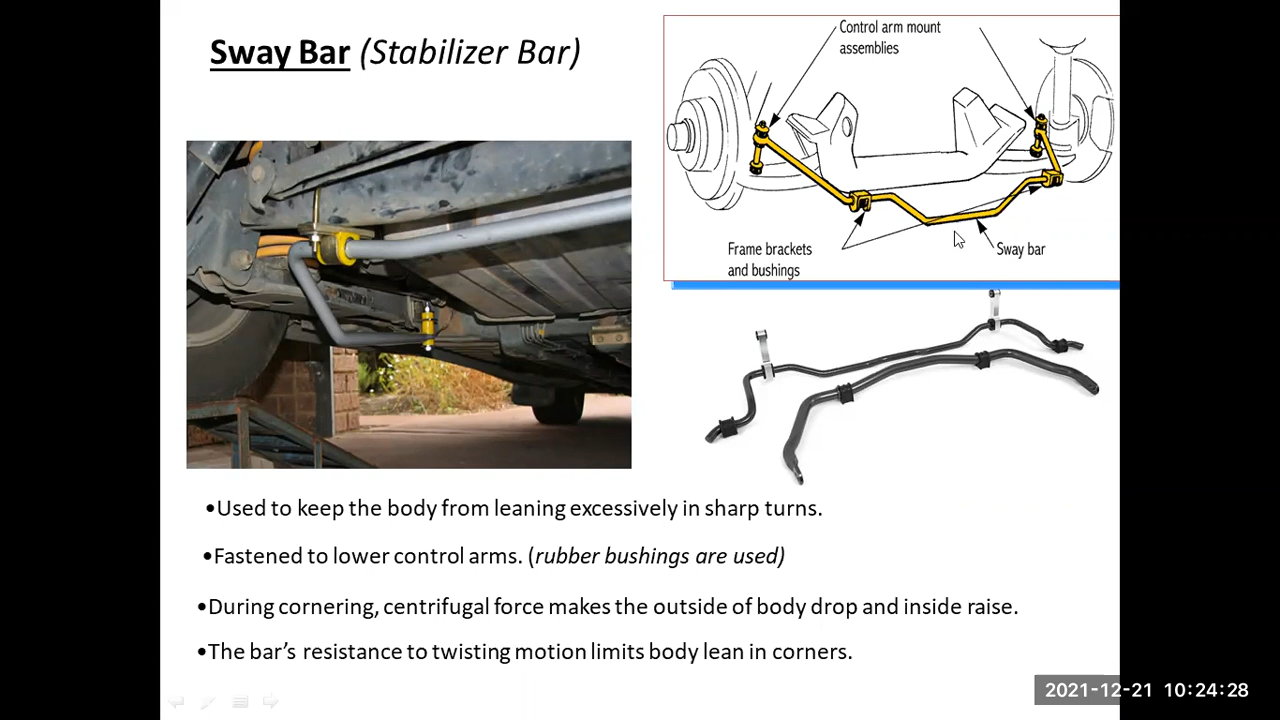 Sway Bar (Stabilizer Bar)
Control arm mount
assemblies
Frame brackets
and bushings
Sway bar
•Used to keep the body from leaning excessively in sharp turns.
•Fastened to lower control arms. (rubber bushings are used)
•During cornering, centrifugal force makes the outside of body drop and inside raise.
•The bar’s resistance to twisting motion limits body lean in corners.
2021-12-21 10:24:28